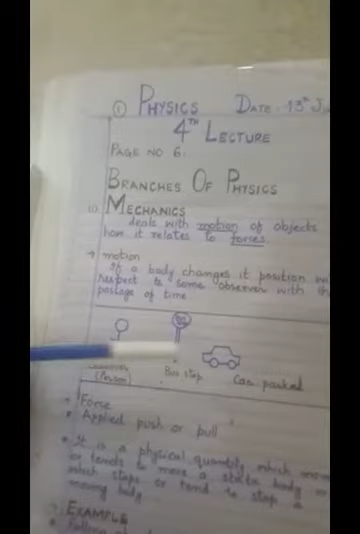 ① PHYSICS DATE 13th
4TH LECTURE
PAGE NO 6.
BRANCHES OF PHYSICS
(i) MECHANICS
deals with motion of objects
how it relates to forces.
→ motion
If a body changes it position
respect to some observer with
passage of time
(Person) Bus stop Car parked
Force
Applied push or pull
It is a physical quantity which
or tends to move a static body or
which stops or tend to stop a
moving body
EXAMPLE